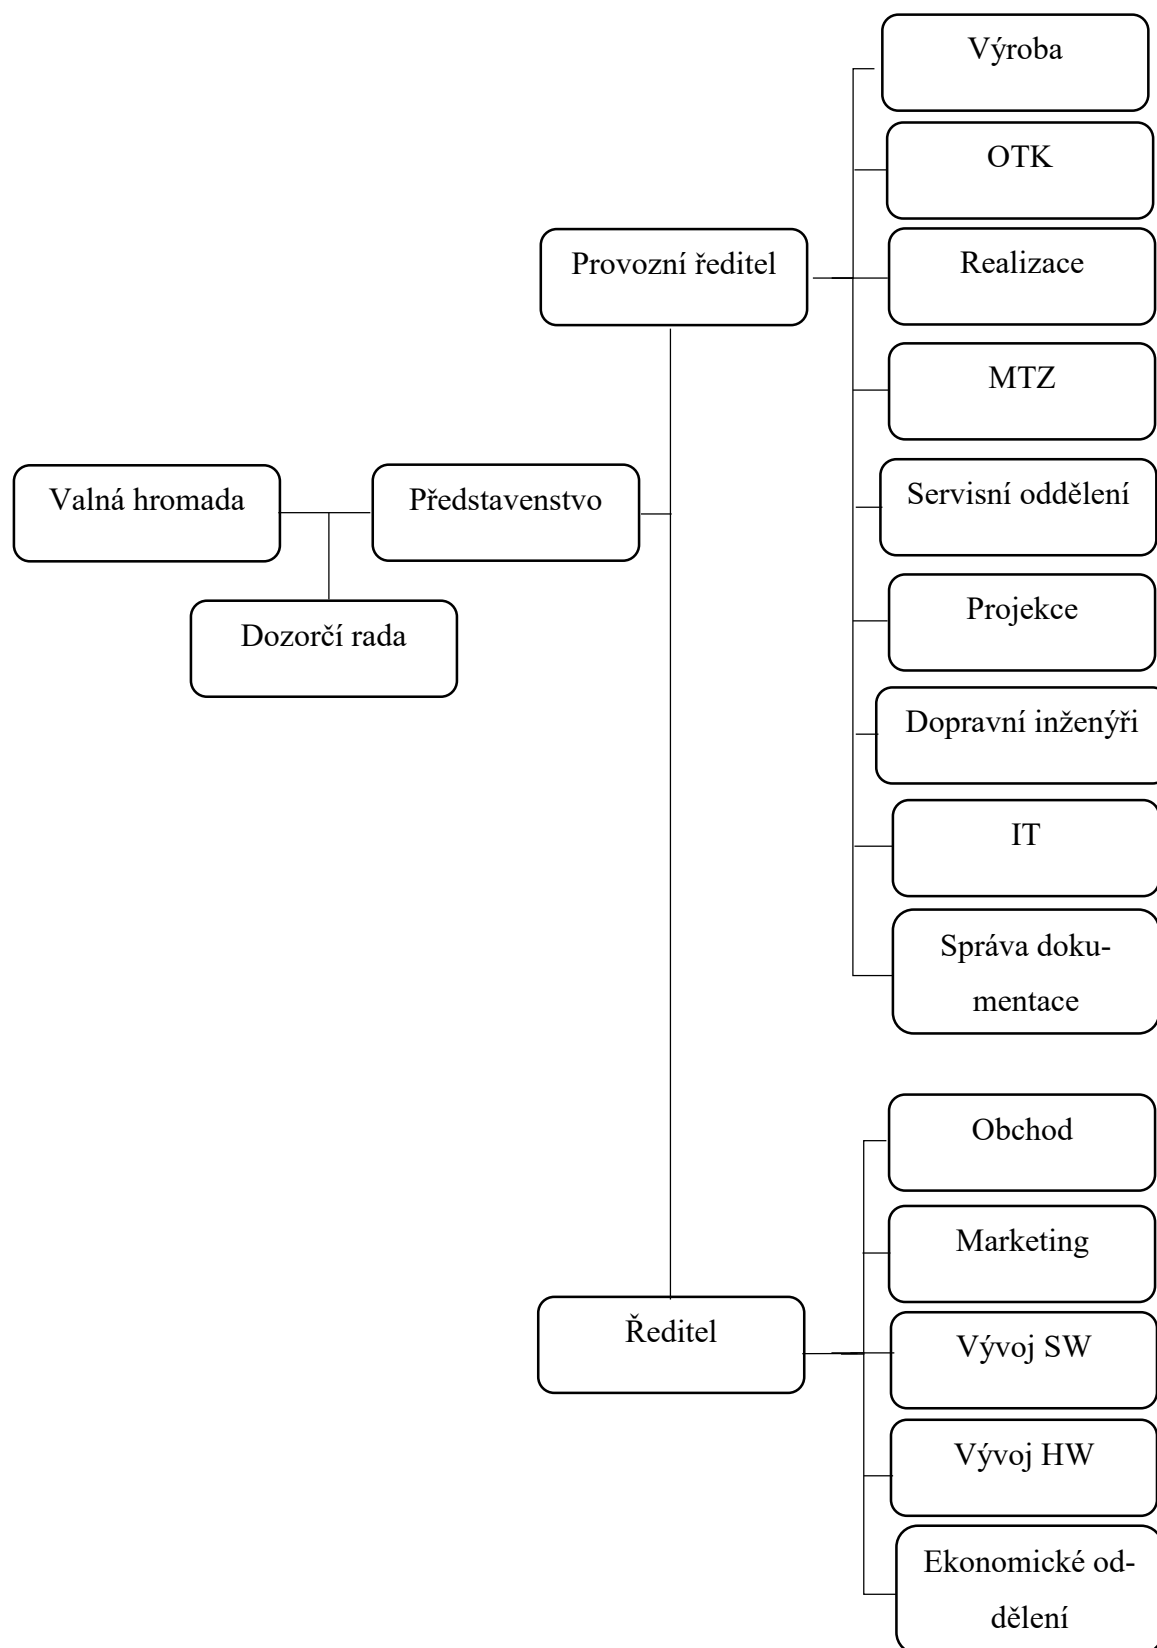 Výroba
OTK
Provozní ředitel
Realizace
MTZ
Valná hromada
Představenstvo
Servisní oddělení
Dozorčí rada
Projekce
Dopravní inženýři
IT
Správa doku-
mentace
Obchod
Marketing
Ředitel
Vývoj SW
Vývoj HW
Ekonomické od-
dělení